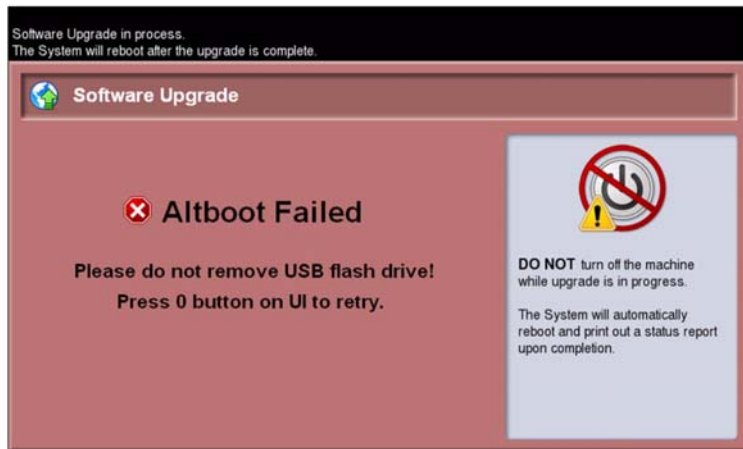 Software Upgrade in process.
The System will reboot after the upgrade is complete.
Software Upgrade
Altboot Failed
Please do not remove USB flash drive!
Press 0 button on UI to retry.
DO NOT turn off the machine
while upgrade is in progress.
The System will automatically
reboot and print out a status report
upon completion.